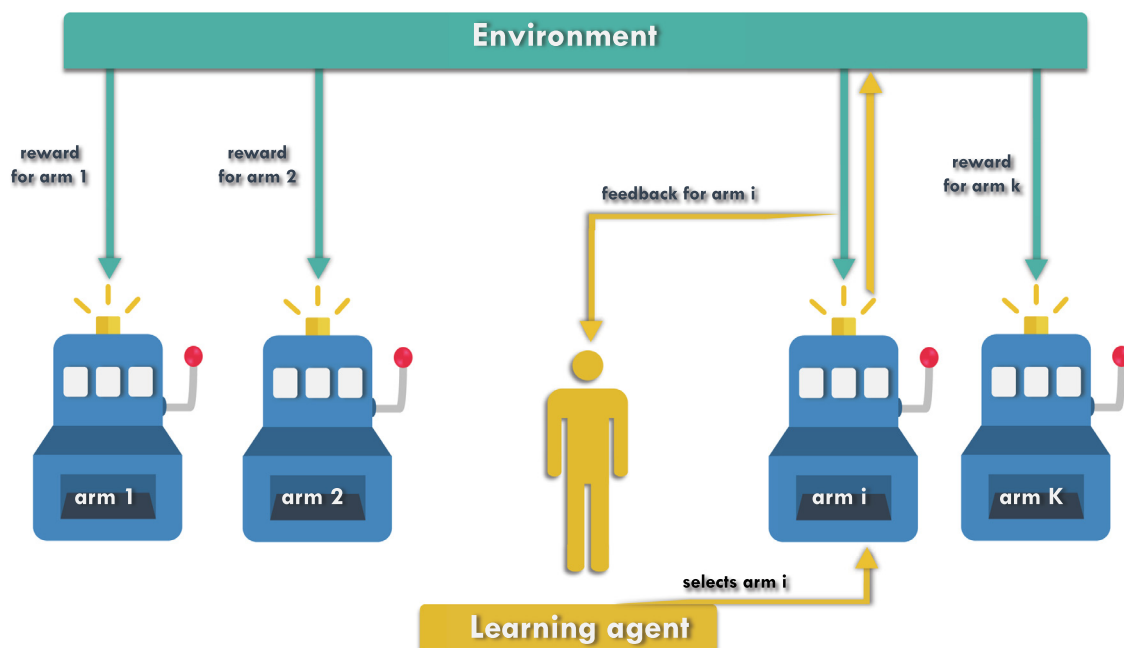 Environment
reward
for arm 1
reward
for arm 2
feedback for arm i
reward
for arm k
arm 1
arm 2
arm i
arm K
selects arm i
Learning agent